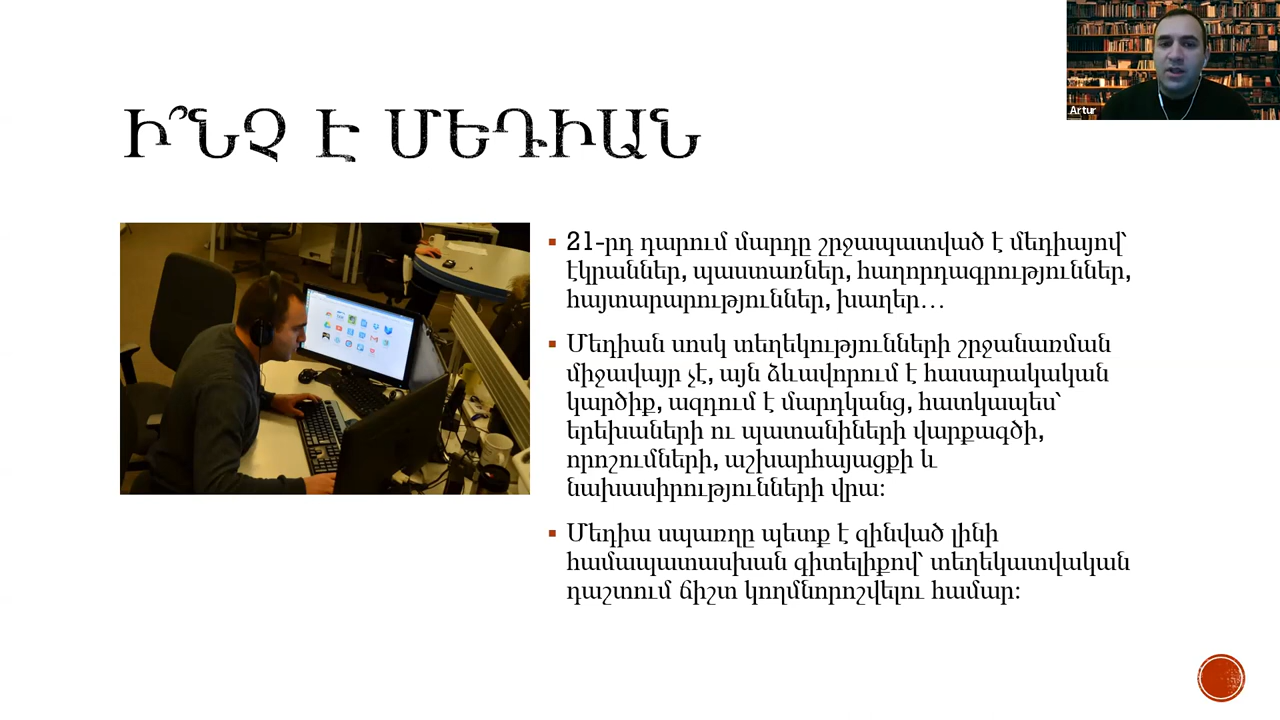 Artur
Ի՞ՆՉ Է ՄԵԴԻԱՆ
▪ 21-րդ դարում մարդը շրջապատված է մեդիայով՝
էկրաններ, պաստառներ, հաղորդագրություններ,
հայտարարություններ, խաղեր…
▪ Մեդիան սոսկ տեղեկությունների շրջանառման
միջավայր չէ, այն ձևավորում է հասարակական
կարծիք, ազդում է մարդկանց, հատկապես՝
երեխաների ու պատանիների վարքագծի,
որոշումների, աշխարհայացքի և
նախասիրությունների վրա:
▪ Մեդիա սպառողը պետք է զինված լինի
համապատասխան գիտելիքով՝ տեղեկատվական
դաշտում ճիշտ կողմնորոշվելու համար: